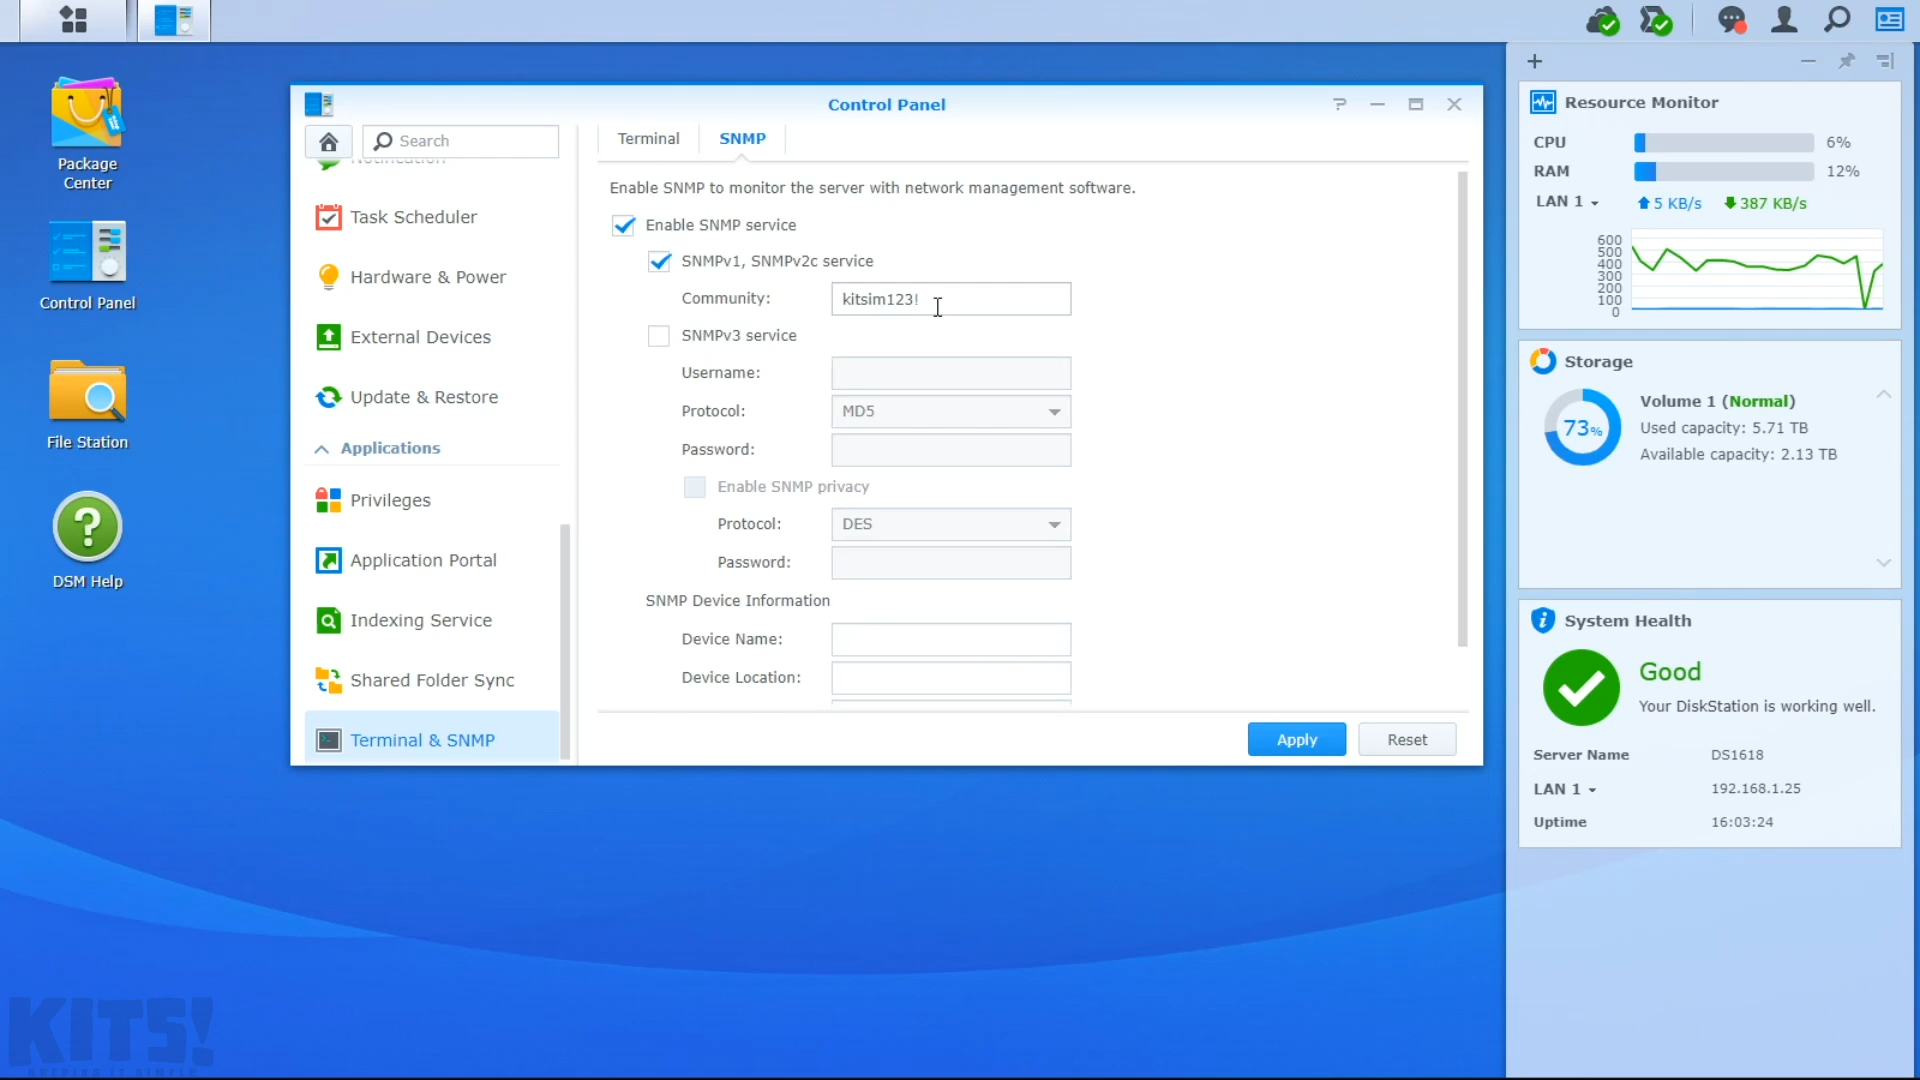 Package
Center
Control Panel
File Station
DSM Help
Control Panel
Search
Notification
Task Scheduler
Hardware & Power
External Devices
Update & Restore
Applications
Privileges
Application Portal
Indexing Service
Shared Folder Sync
Terminal & SNMP
Terminal
SNMP
Enable SNMP to monitor the server with network management software.
Enable SNMP service
SNMPv1, SNMPv2c service
Community: kitsim123!
SNMPv3 service
Username:
Protocol: MD5
Password:
Enable SNMP privacy
Protocol: DES
Password:
SNMP Device Information
Device Name:
Device Location:
Apply
Reset
Resource Monitor
CPU 6%
RAM 12%
LAN 1 5 KB/s 387 KB/s
600
500
400
300
200
100
0
Storage
73%
Volume 1 (Normal)
Used capacity: 5.71 TB
Available capacity: 2.13 TB
System Health
Good
Your DiskStation is working well.
Server Name DS1618
LAN 1 192.168.1.25
Uptime 16:03:24
KITS!
KEEPING IT SIMPLE